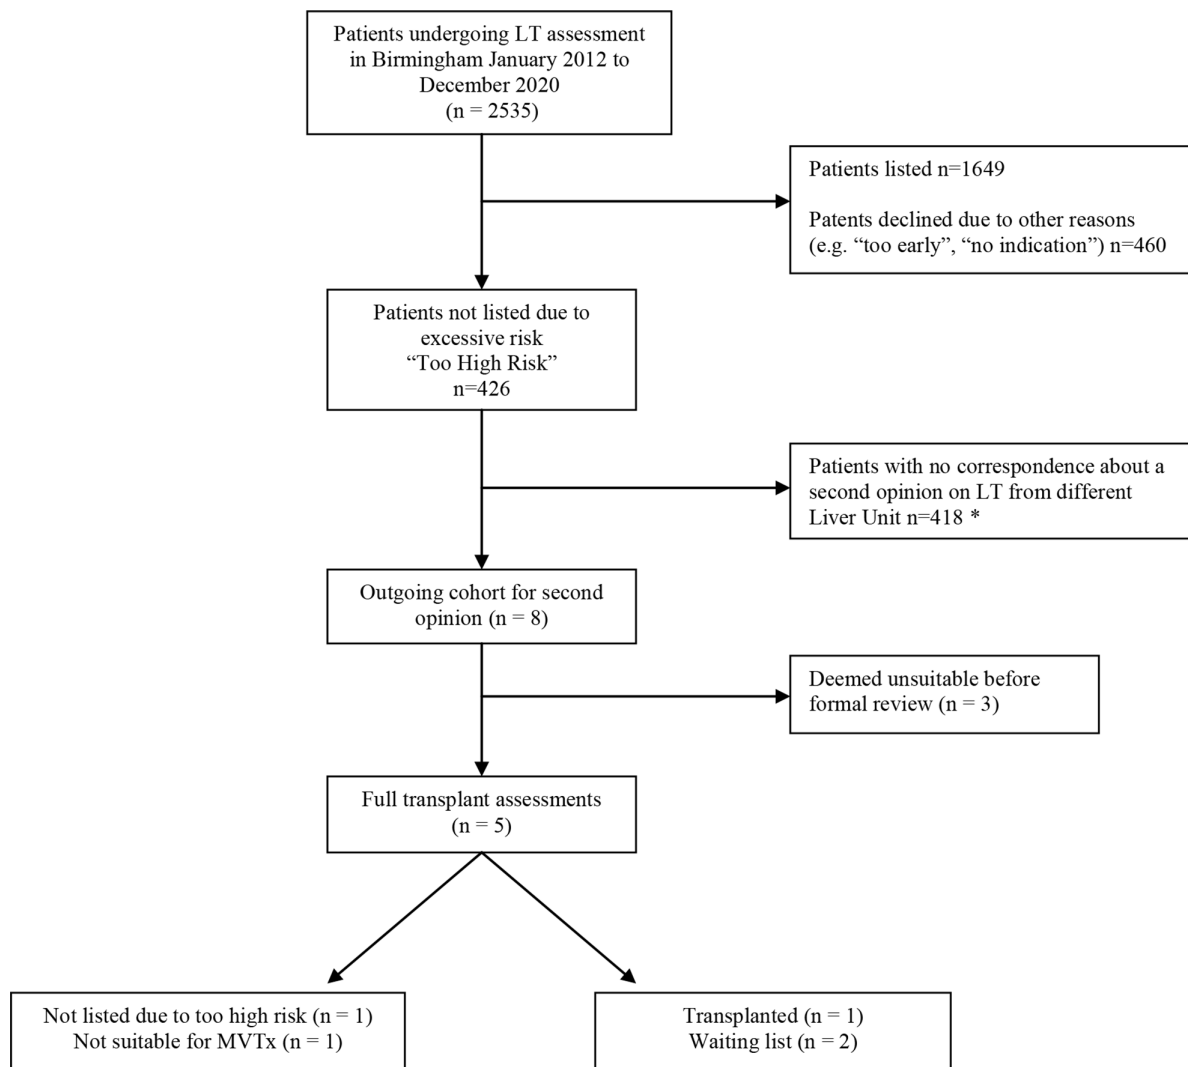 Patients undergoing LT assessment
in Birmingham January 2012 to
December 2020
(n = 2535)
Patients listed n=1649
Patents declined due to other reasons
(e.g. “too early”, “no indication”) n=460
Patients not listed due to
excessive risk
“Too High Risk”
n=426
Patients with no correspondence about a
second opinion on LT from different
Liver Unit n=418 *
Outgoing cohort for second
opinion (n = 8)
Deemed unsuitable before
formal review (n = 3)
Full transplant assessments
(n = 5)
Not listed due to too high risk (n = 1)
Not suitable for MVTx (n = 1)
Transplanted (n = 1)
Waiting list (n = 2)